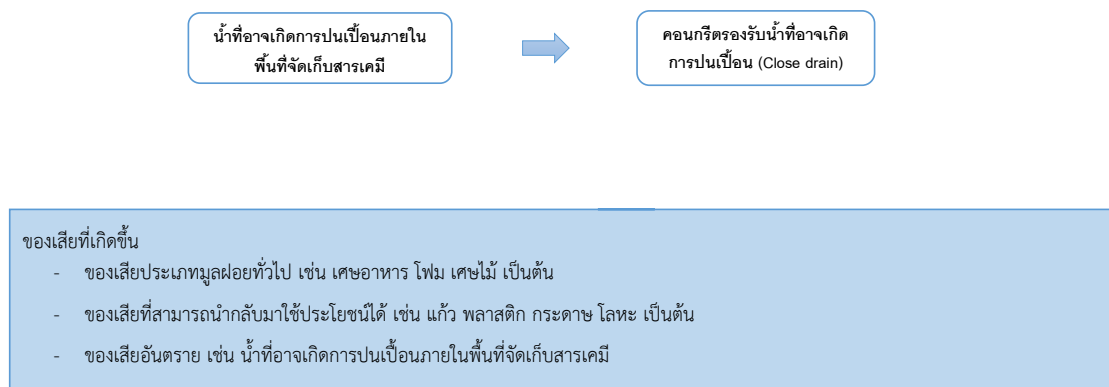 น้ำที่อาจเกิดการปนเปื้อนภายใน
พื้นที่จัดเก็บสารเคมี
คอนกรีตรองรับน้ำที่อาจเกิด
การปนเปื้อน (Close drain)
ของเสียที่เกิดขึ้น
- ของเสียประเภทมูลฝอยทั่วไป เช่น เศษอาหาร โฟม เศษไม้ เป็นต้น
- ของเสียที่สามารถนำกลับมาใช้ประโยชน์ได้ เช่น แก้ว พลาสติก กระดาษ โลหะ เป็นต้น
- ของเสียอันตราย เช่น น้ำที่อาจเกิดการปนเปื้อนภายในพื้นที่จัดเก็บสารเคมี